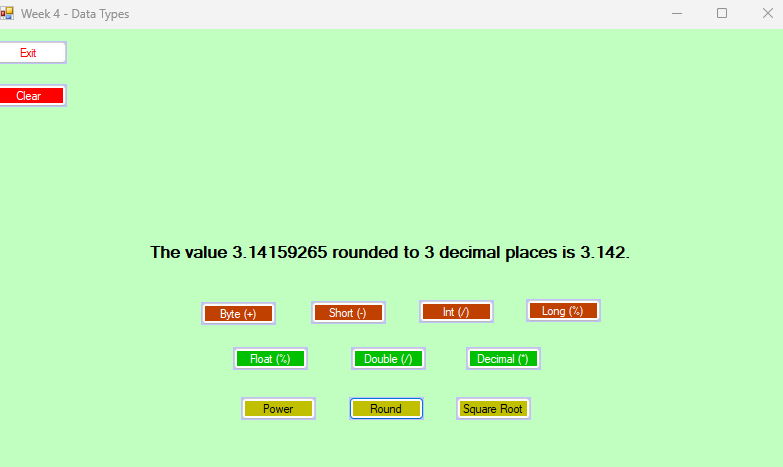 Week 4 - Data Types
Exit
Clear
The value 3.14159265 rounded to 3 decimal places is 3.142.
Byte (+) Short (-) Int (/) Long (%)
Float (%) Double (/) Decimal (*)
Power Round Square Root